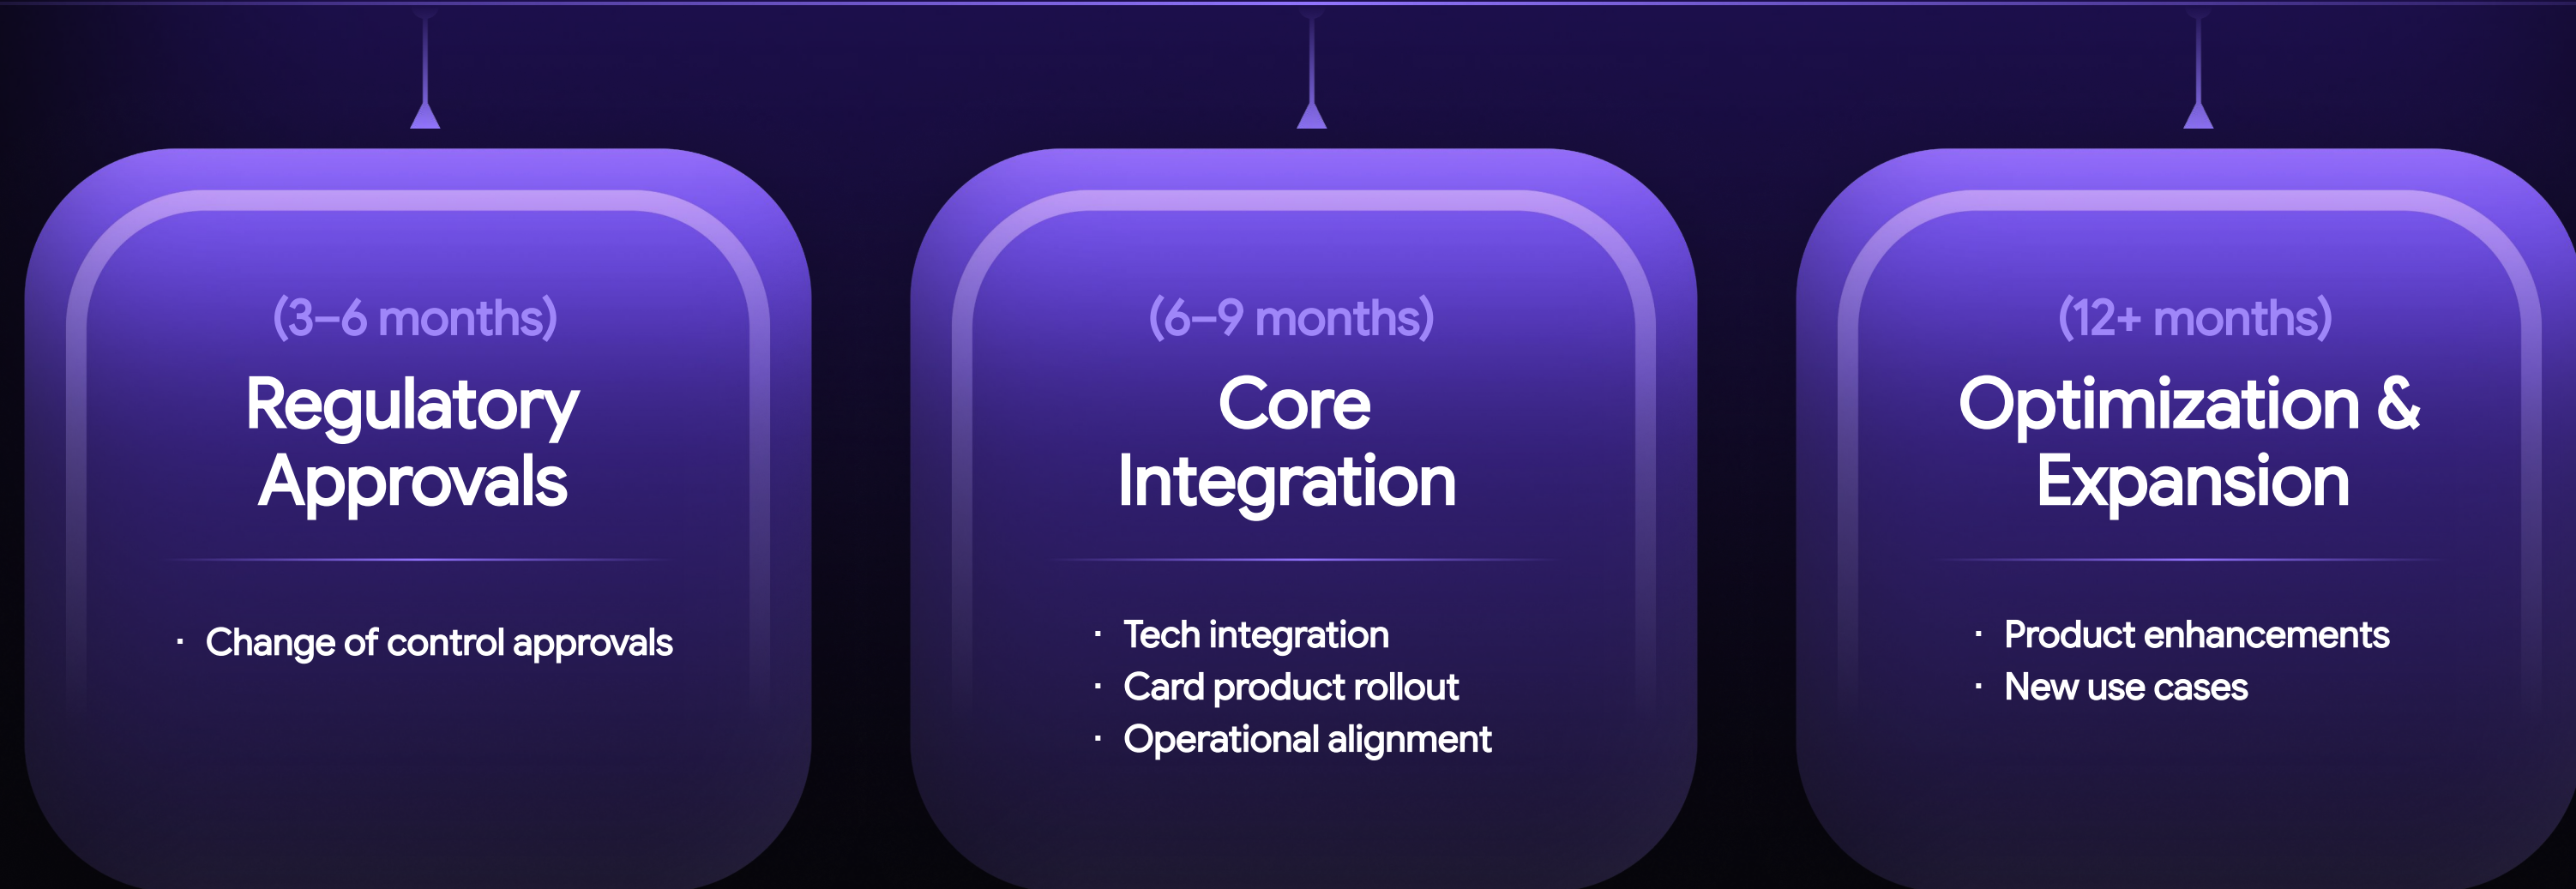 (3–6 months)
Regulatory
Approvals
· Change of control approvals
(6–9 months)
Core
Integration
· Tech integration
· Card product rollout
· Operational alignment
(12+ months)
Optimization &
Expansion
· Product enhancements
· New use cases